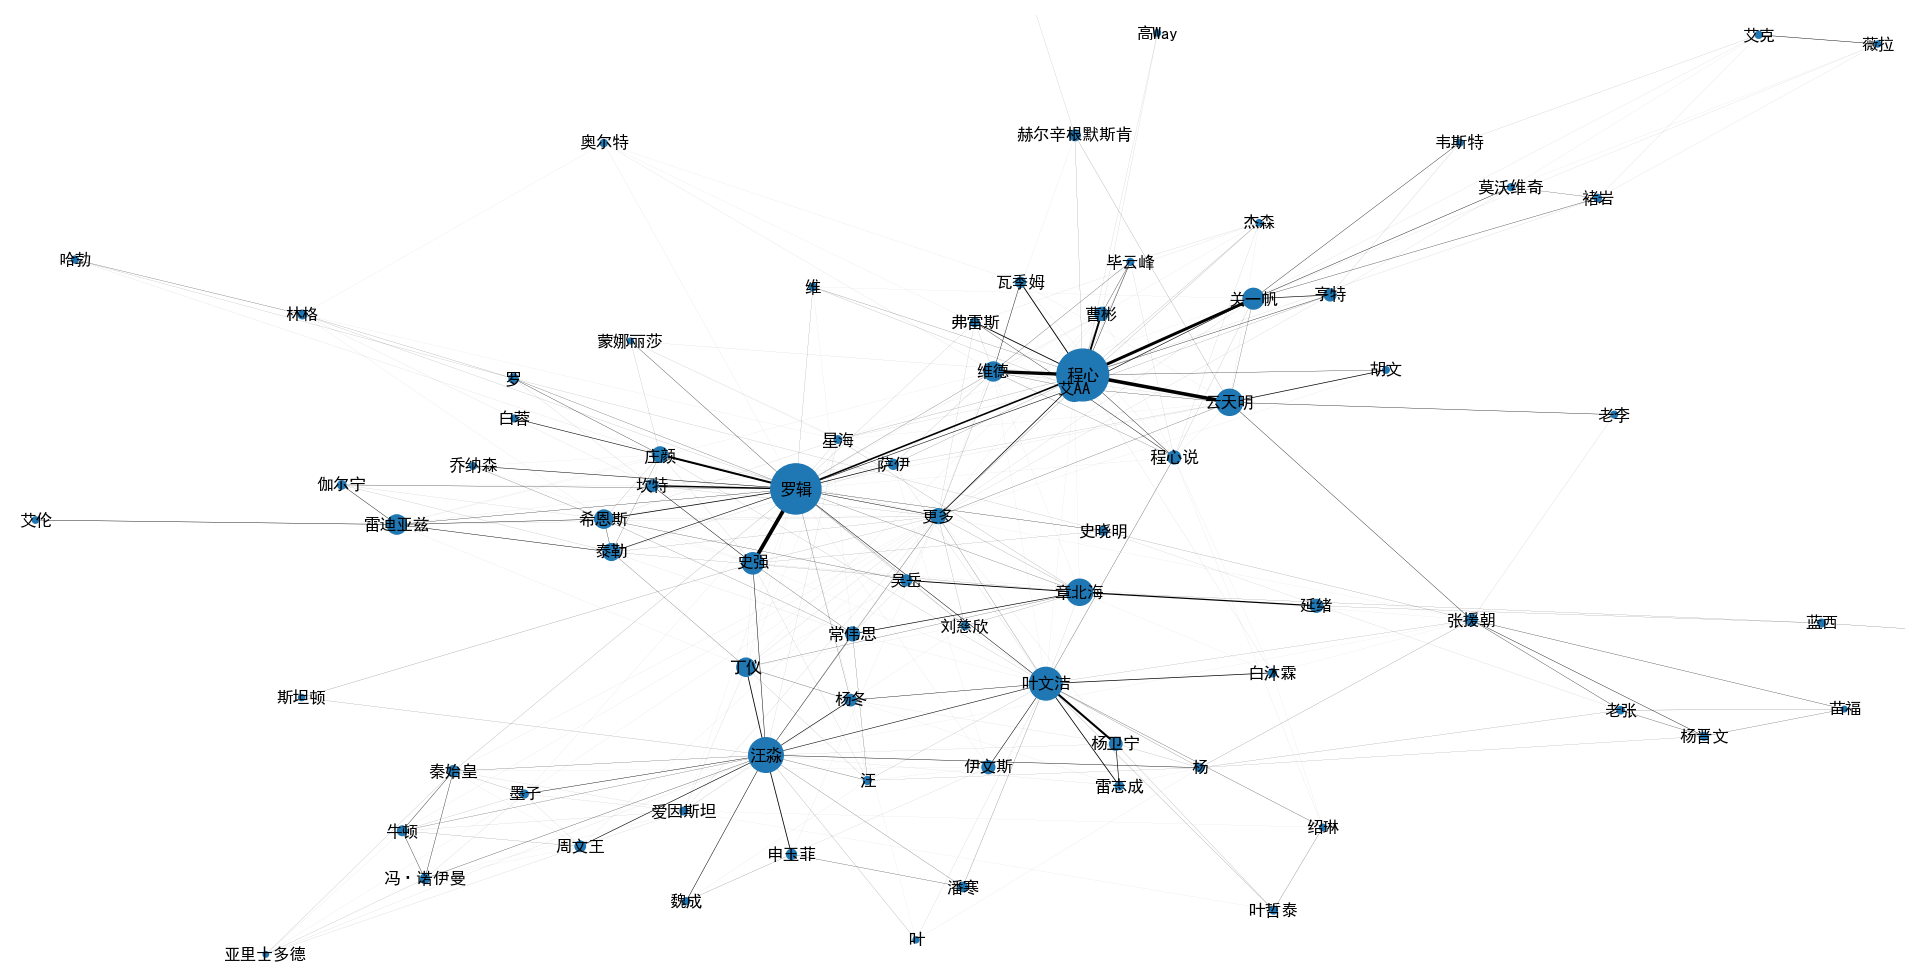 高Way
艾克
薇拉
赫尔辛根默斯肯
奥尔特
韦斯特
莫沃维奇
褚岩
杰森
哈勃
毕云峰
瓦季姆
维
关一帆
亨特
林格
曹彬
弗雷斯
蒙娜丽莎
维德
程心
胡文
罗
艾AA
云天明
老李
白蓉
星海
庄颜
程心说
萨伊
乔纳森
伽尔宁
坎特
罗辑
更多
艾伦
雷迪亚兹
希恩斯
史晓明
泰勒
史强
吴岳
章北海
延绪
张援朝
蓝西
刘慈欣
常伟思
丁仪
白沐霖
叶文洁
斯坦顿
杨冬
苗福
老张
杨晋文
杨卫宁
汪淼
伊文斯
杨
秦始皇
汪
雷志成
墨子
爱因斯坦
绍琳
牛顿
周文王
申玉菲
冯·诺伊曼
潘寒
魏成
叶哲泰
叶
亚里士多德